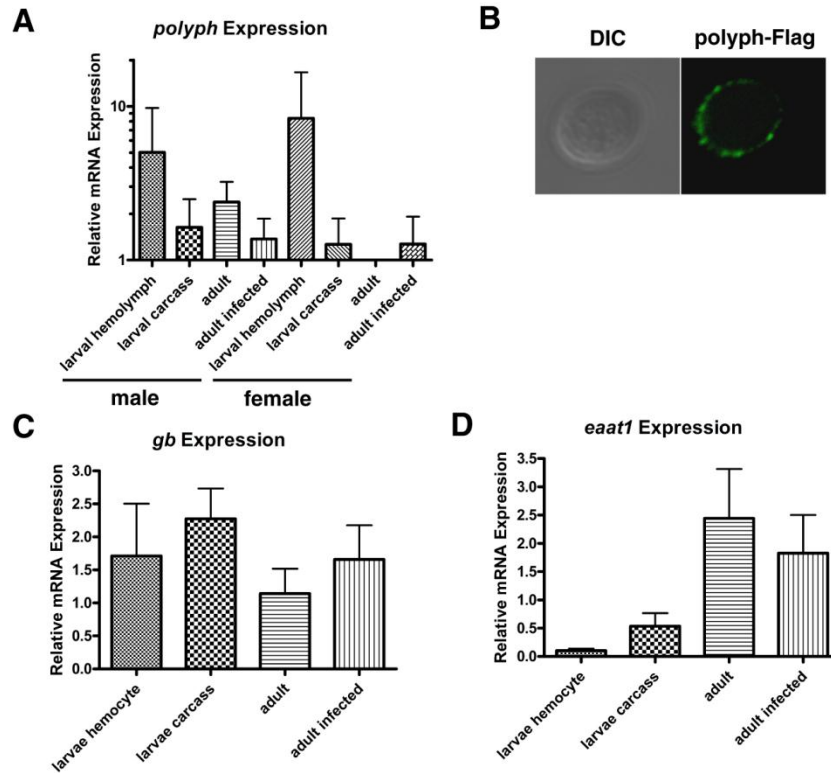 A
polyph Expression
Relative mRNA Expression
10
1
larval hemolymph
larval carcass
adult
adult infected
larval hemolymph
larval carcass
adult
adult infected
male
female
B
DIC
polyph-Flag
C
gb Expression
Relative mRNA Expression
3.0
2.5
2.0
1.5
1.0
0.5
0.0
larvae hemocyte
larvae carcass
adult
adult infected
D
eaat1 Expression
Relative mRNA Expression
3.5
3.0
2.5
2.0
1.5
1.0
0.5
0.0
larvae hemocyte
larvae carcass
adult
adult infected